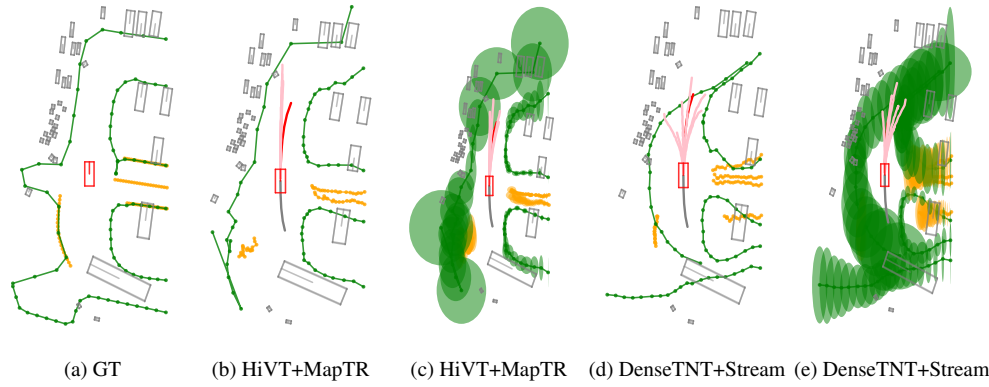 (a) GT
(b) HiVT+MapTR
(c) HiVT+MapTR
(d) DenseTNT+Stream
(e) DenseTNT+Stream